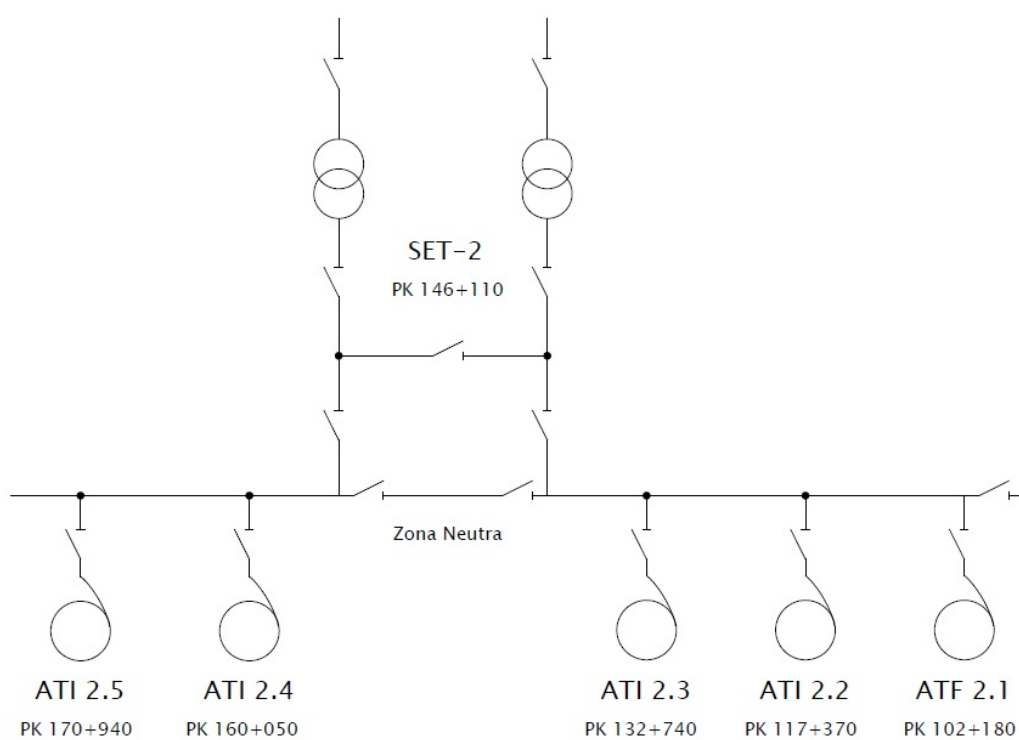 SET-2
PK 146+110
Zona Neutra
ATI 2.5
PK 170+940
ATI 2.4
PK 160+050
ATI 2.3
PK 132+740
ATI 2.2
PK 117+370
ATF 2.1
PK 102+180